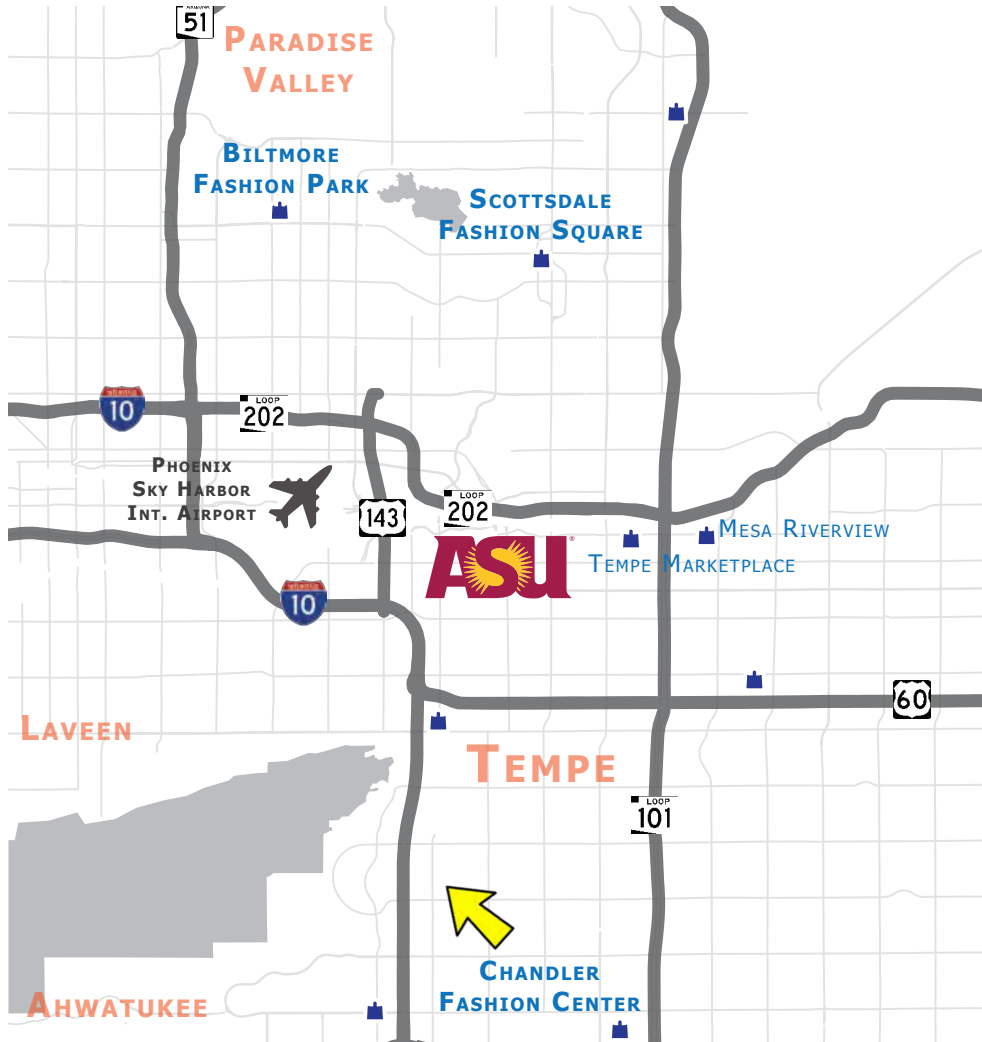 ARIZONA
51
PARADISE
VALLEY
BILTMORE
FASHION PARK
SCOTTSDALE
FASHION SQUARE
10
LOOP
202
PHOENIX
SKY HARBOR
INT. AIRPORT
143
LOOP
202
MESA RIVERVIEW
ASU®
TEMPE MARKETPLACE
10
60
LAVEEN
TEMPE
LOOP
101
CHANDLER
FASHION CENTER
AHWATUKEE